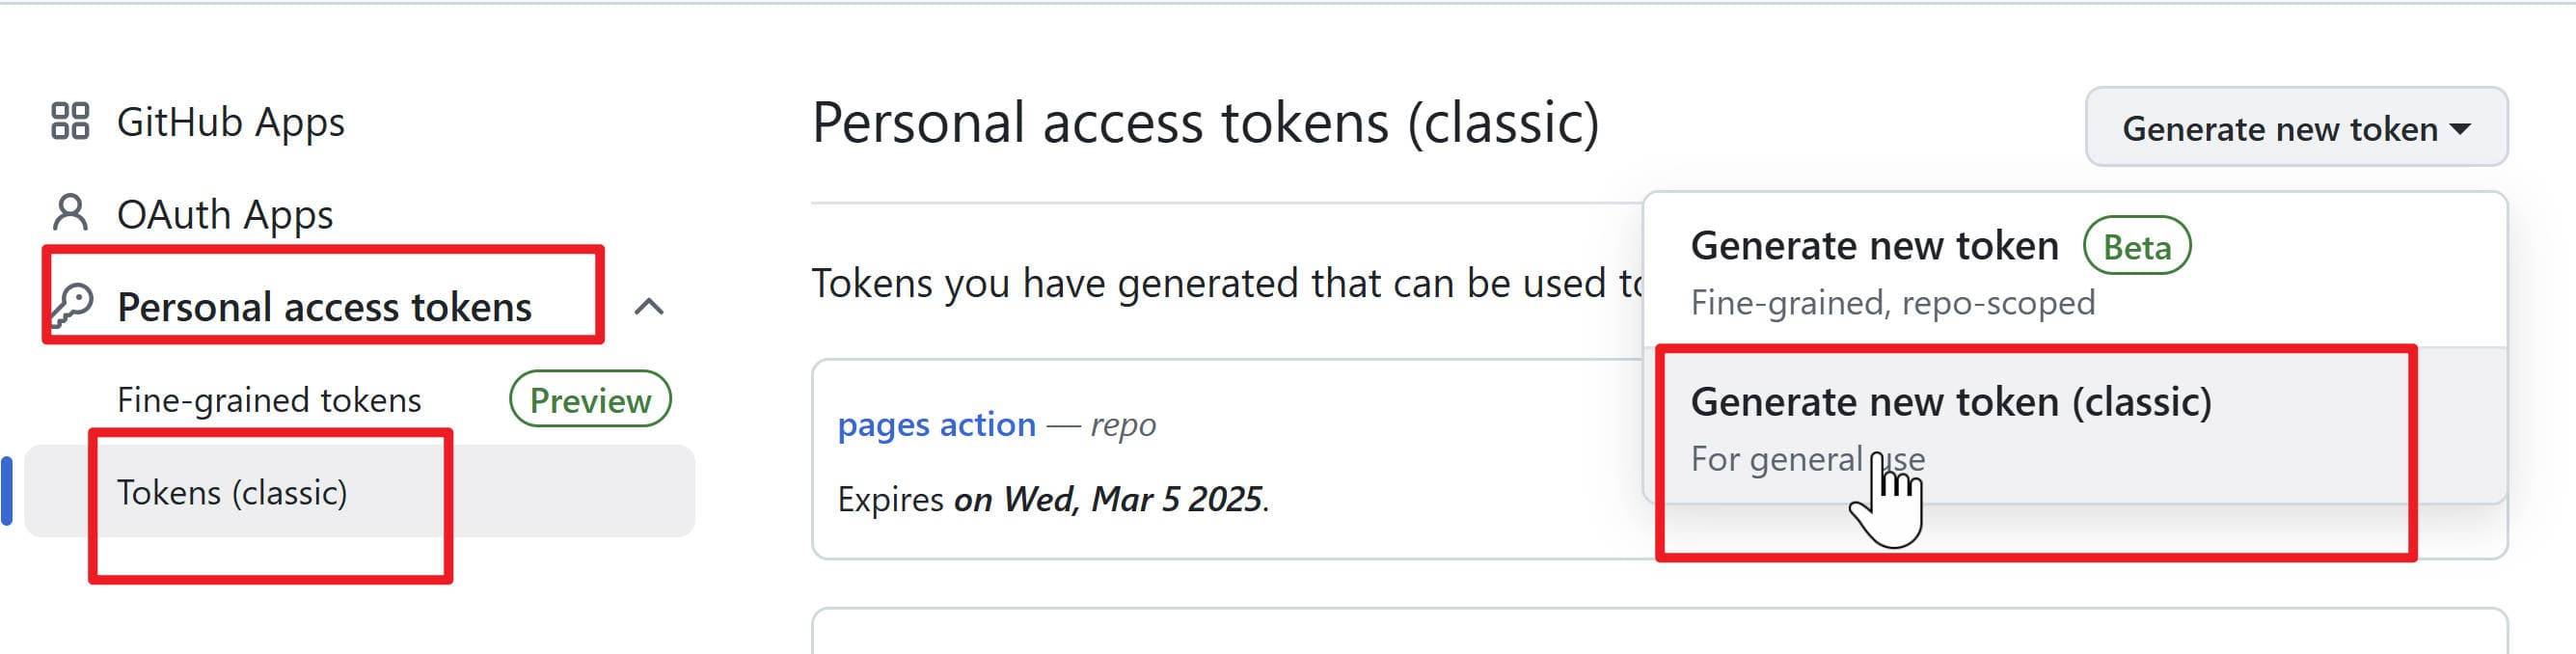 GitHub Apps
OAuth Apps
Personal access tokens
Fine-grained tokens Preview
Tokens (classic)
Personal access tokens (classic)
Generate new token
Tokens you have generated that can be used
Generate new token Beta
Fine-grained, repo-scoped
Generate new token (classic)
For general use
pages action — repo
Expires on Wed, Mar 5 2025.